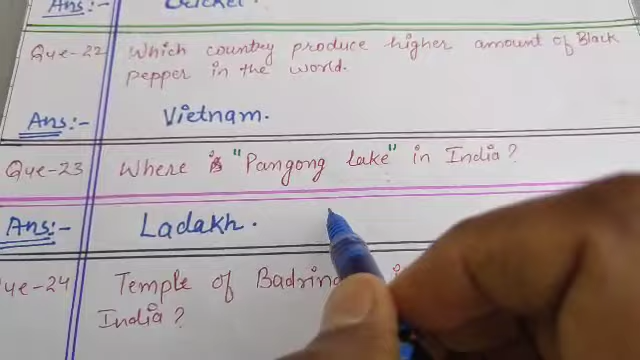 Ans:- Cricket.
Que-22 Which country produce higher amount of Black
pepper in the world.
Ans:- Vietnam.
Que-23 Where is "Pangong lake" in India?
Ans:- Ladakh.
Que-24 Temple of
India?